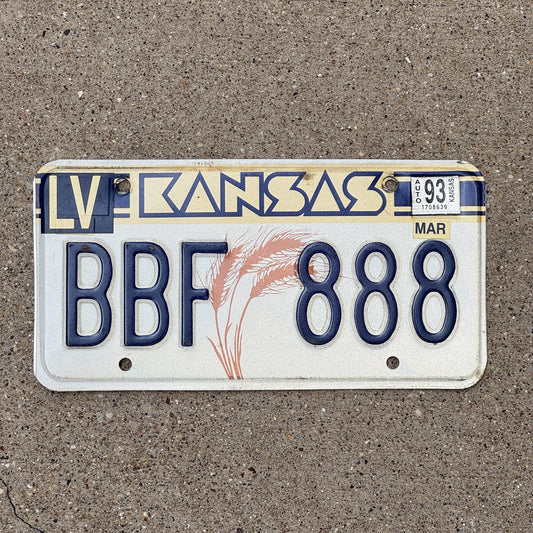 LV KANSAS AUTO 93 KANSAS
1708639
MAR
BBF 888